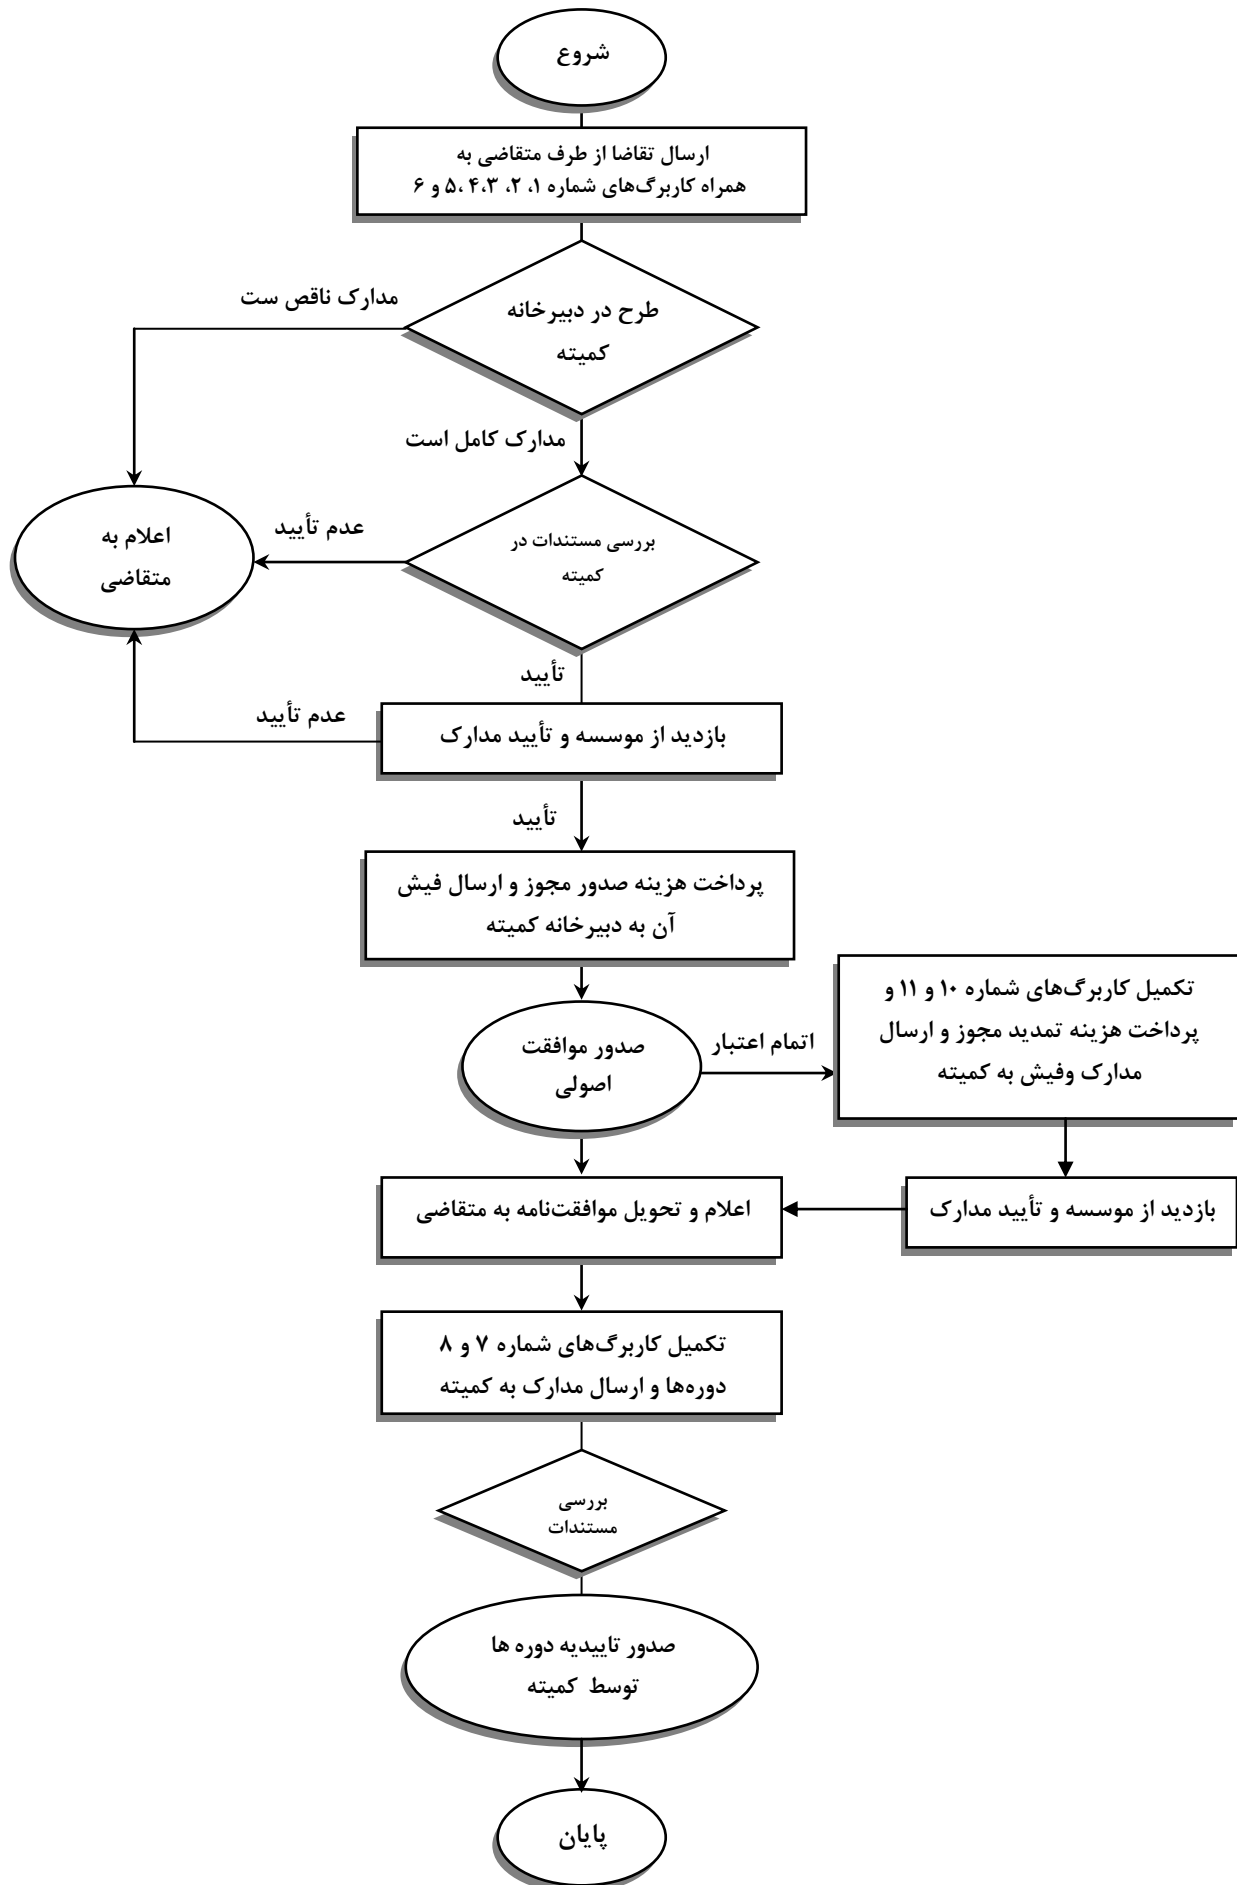 شروع
ارسال تقاضا از طرف متقاضی به
همراه کاربرگ‌های شماره ۱، ۲، ۳،۴ ،۵ و ۶
مدارک ناقص ست
طرح در دبیرخانه
کمیته
مدارک کامل است
اعلام به
متقاضی
عدم تأیید
بررسی مستندات در
کمیته
تأیید
عدم تأیید
بازدید از موسسه و تأیید مدارک
تأیید
پرداخت هزینه صدور مجوز و ارسال فیش
آن به دبیرخانه کمیته
صدور موافقت
اصولی
اتمام اعتبار
تکمیل کاربرگ‌های شماره ۱۰ و ۱۱ و
پرداخت هزینه تمدید مجوز و ارسال
مدارک وفیش به کمیته
بازدید از موسسه و تأیید مدارک
اعلام و تحویل موافقت‌نامه به متقاضی
تکمیل کاربرگ‌های شماره ۷ و ۸
دوره‌ها و ارسال مدارک به کمیته
بررسی
مستندات
صدور تاییدیه دوره ها
توسط کمیته
پایان